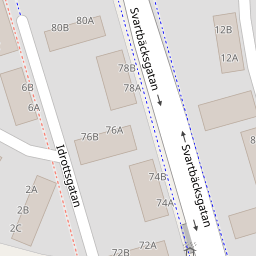 80A
80B
Svartbäcksgatan
12B
12A
78B
78A
6B
6A
76A
76B
Svartbäcksgatan
Idrottsgatan
2A
2B
2C
74B
74A
72A
72B